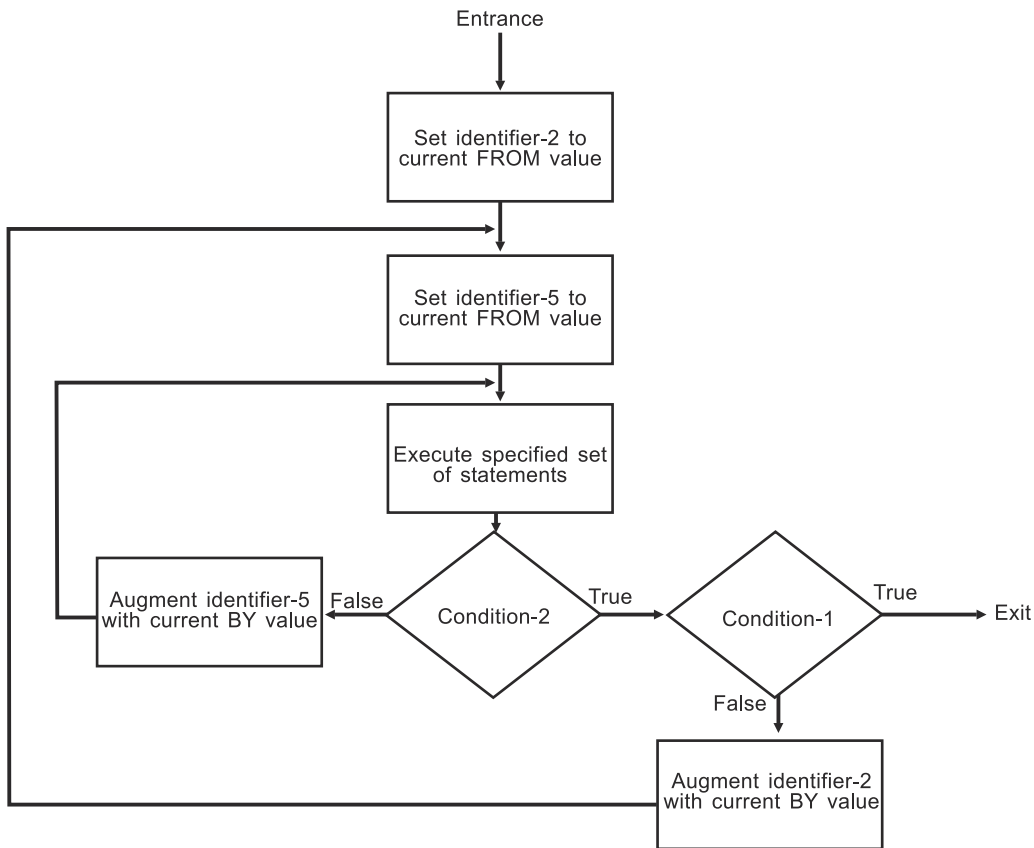 Entrance
Set identifier-2 to
current FROM value
Set identifier-5 to
current FROM value
Execute specified set
of statements
Augment identifier-5
with current BY value
False
Condition-2
True
Condition-1
True
Exit
False
Augment identifier-2
with current BY value